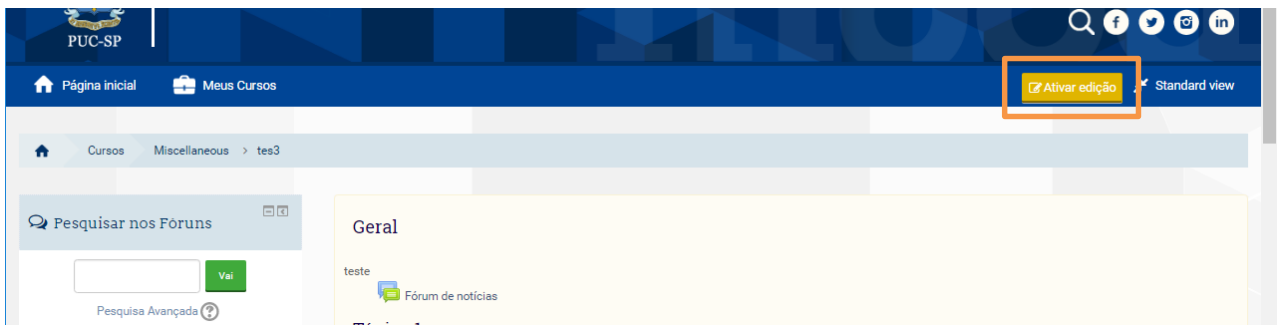 PUC-SP
Página inicial
Meus Cursos
Ativar edição
Standard view
Cursos
Miscellaneous > tes3
Pesquisar nos Fóruns
Vai
Pesquisa Avançada
Geral
teste
Fórum de notícias